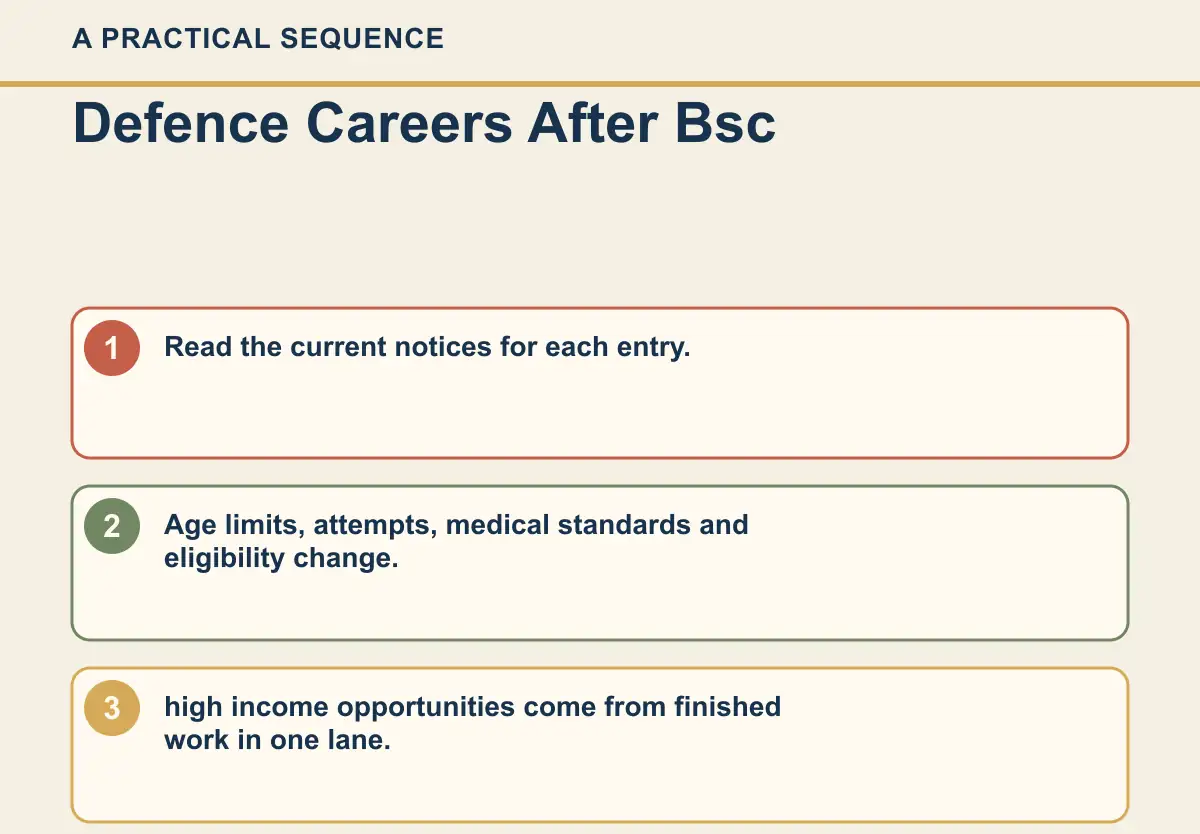 A PRACTICAL SEQUENCE
Defence Careers After Bsc
1
Read the current notices for each entry.
2
Age limits, attempts, medical standards and
eligibility change.
3
high income opportunities come from finished
work in one lane.